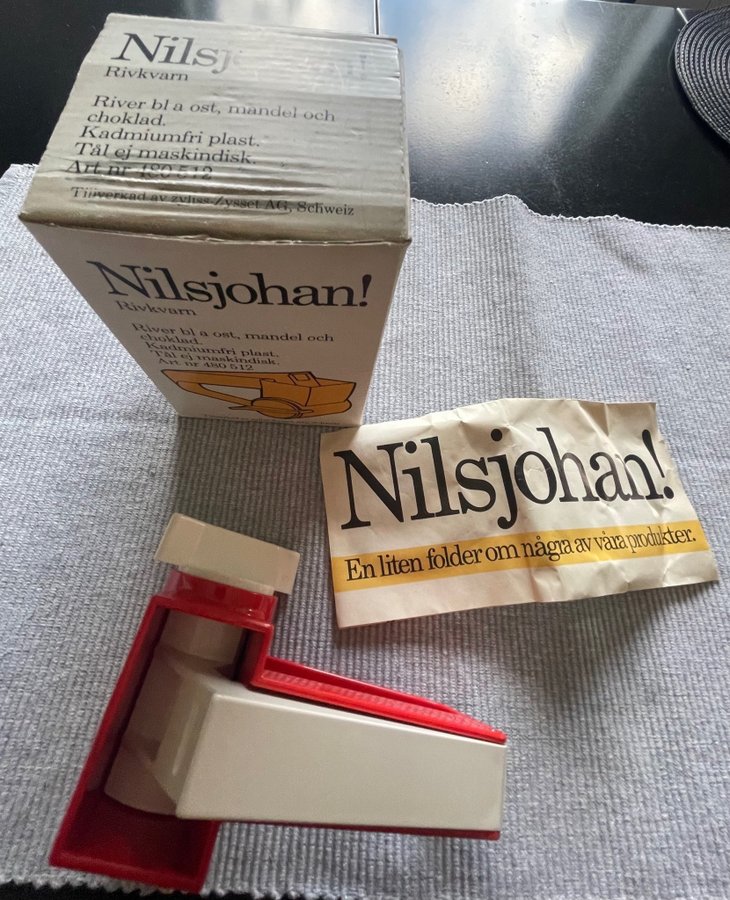 Nilsj
Rivkvarn
River bl a ost, mandel och
choklad.
Kadmiumfri plast.
Tål ej maskindisk.
Art nr 480 512
Tillverkad av Zyliss-Zysset AG, Schweiz
Nilsjohan!
Rivkvarn
River bl a ost, mandel och
choklad.
Kadmiumfri plast.
Tål ej maskindisk.
Art nr 480 512
Nilsjohan!
En liten folder om några av våra produkter.